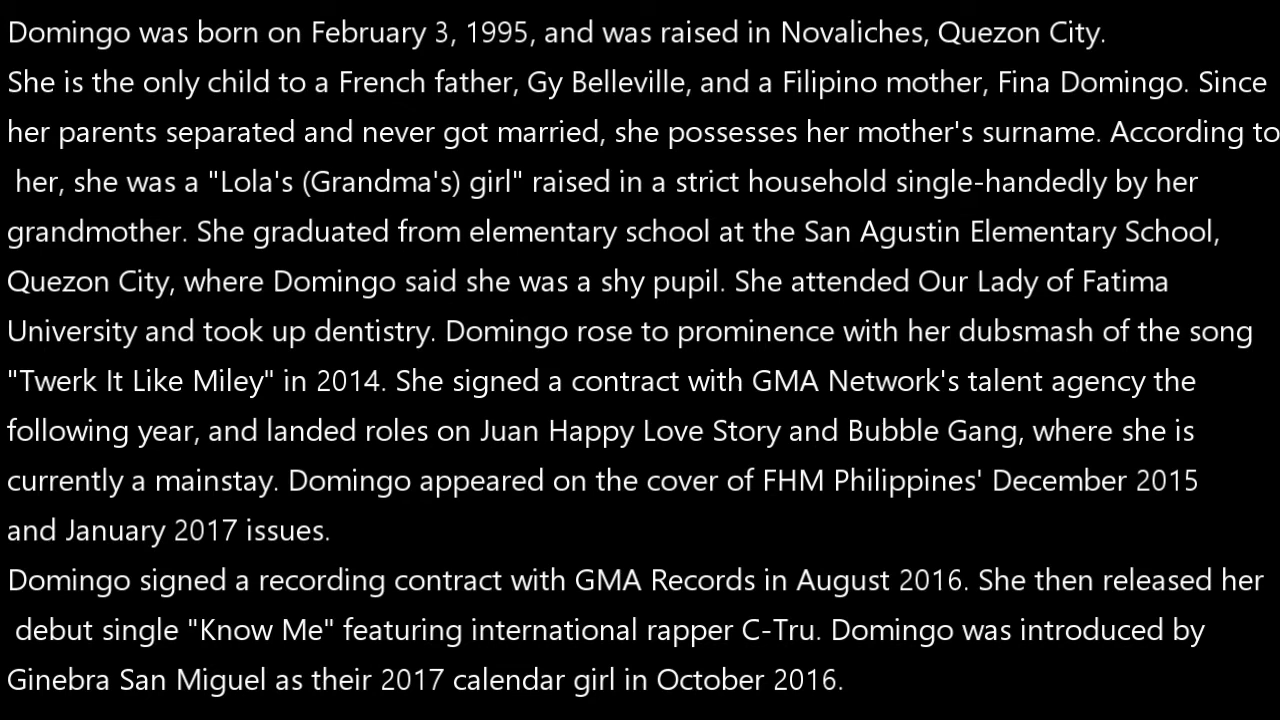 Domingo was born on February 3, 1995, and was raised in Novaliches, Quezon City.
She is the only child to a French father, Gy Belleville, and a Filipino mother, Fina Domingo. Since
her parents separated and never got married, she possesses her mother's surname. According to
her, she was a "Lola's (Grandma's) girl" raised in a strict household single-handedly by her
grandmother. She graduated from elementary school at the San Agustin Elementary School,
Quezon City, where Domingo said she was a shy pupil. She attended Our Lady of Fatima
University and took up dentistry. Domingo rose to prominence with her dubsmash of the song
"Twerk It Like Miley" in 2014. She signed a contract with GMA Network's talent agency the
following year, and landed roles on Juan Happy Love Story and Bubble Gang, where she is
currently a mainstay. Domingo appeared on the cover of FHM Philippines' December 2015
and January 2017 issues.
Domingo signed a recording contract with GMA Records in August 2016. She then released her
debut single "Know Me" featuring international rapper C-Tru. Domingo was introduced by
Ginebra San Miguel as their 2017 calendar girl in October 2016.